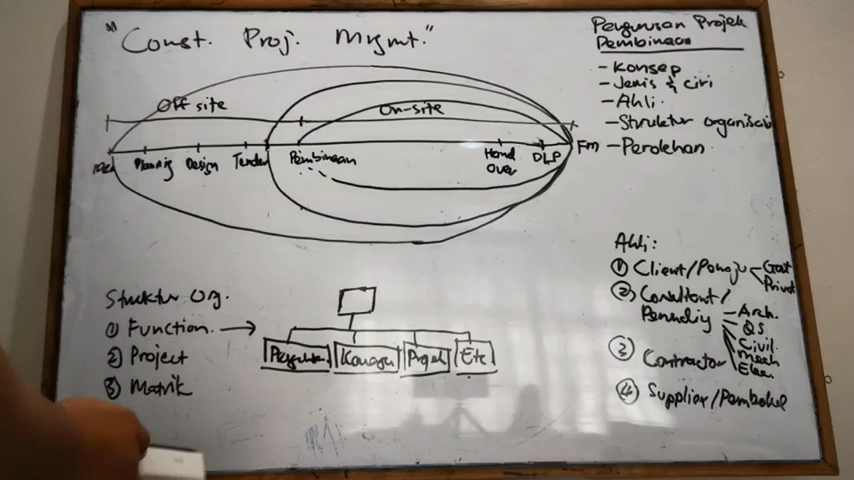 "Const. Proj. Mgmt."
Off site
On-site
Idea
Planning
Design
Tender
Pembinaan
Hand
Over
DLP
Fm
Pengurusan Projek
Pembinaan
- Konsep
- Jenis & ciri
- Ahli
- Struktur organisasi
- Perolehan
Struktur Org.
① Function →
② Project
③ Matrik
Pengurusan
Kewangan
Projek
Etc
Ahli:
① Client/
Govt
Privat
② Consultant/
Perunding
Arch.
QS
Civil
Mech
Elec.
③ Contractor
④ Supplier/Pembekal